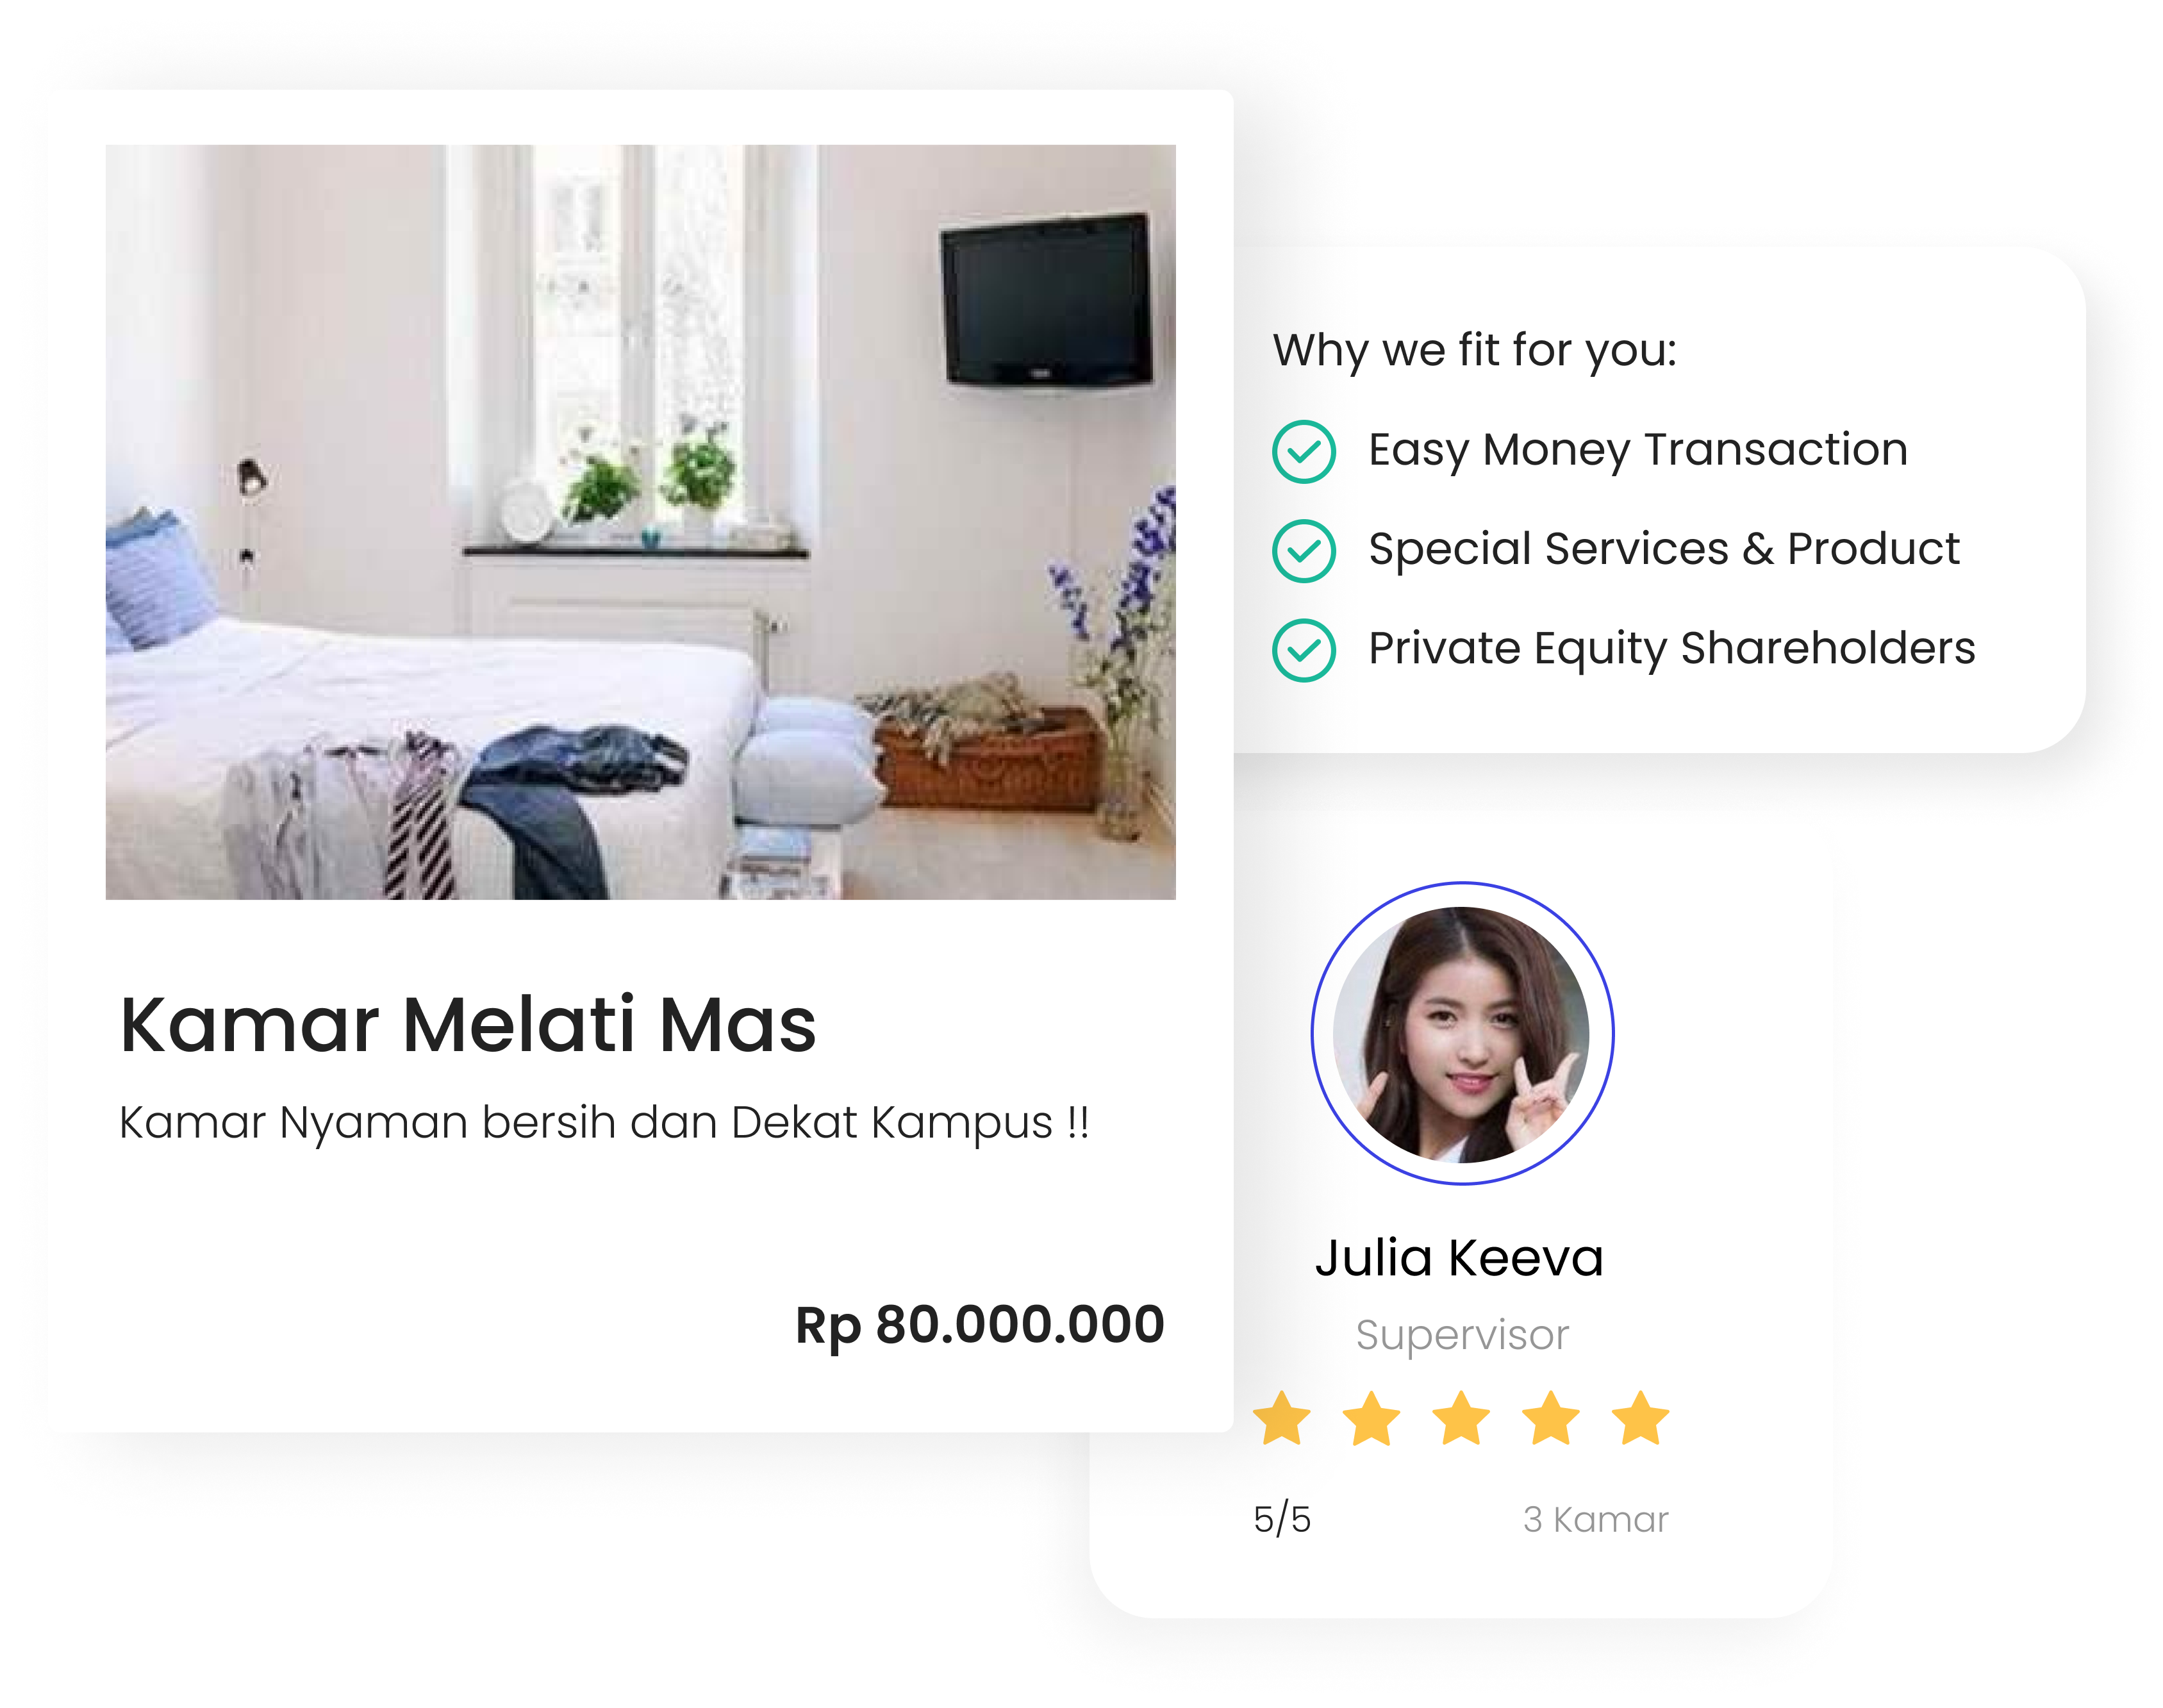 Kamar Melati Mas
Kamar Nyaman bersih dan Dekat Kampus !!
Rp 80.000.000
Why we fit for you:
Easy Money Transaction
Special Services & Product
Private Equity Shareholders
Julia Keeva
Supervisor
5/5
3 Kamar